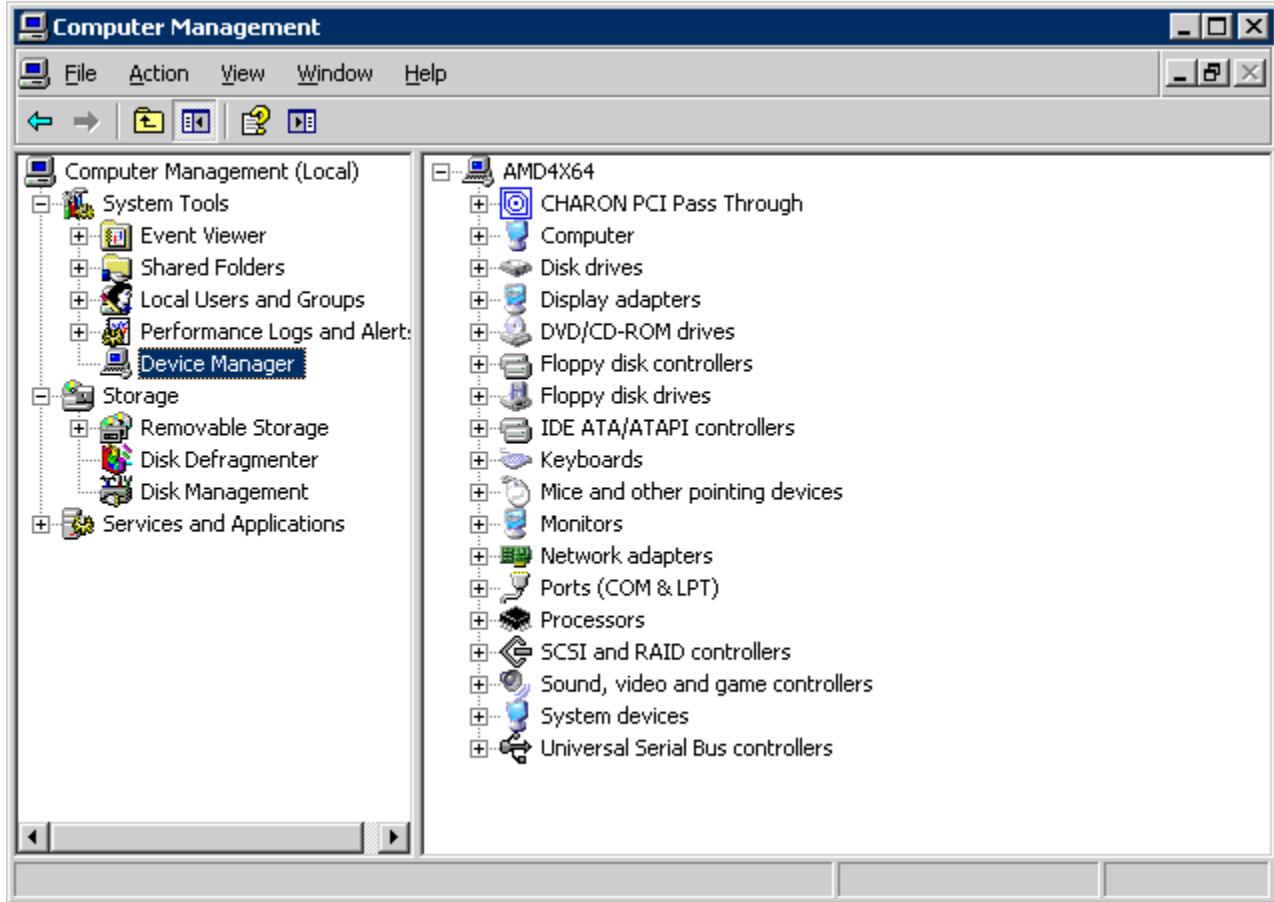 Computer Management
File Action View Window Help
Computer Management (Local)
System Tools
Event Viewer
Shared Folders
Local Users and Groups
Performance Logs and Alert
Device Manager
Storage
Removable Storage
Disk Defragmenter
Disk Management
Services and Applications
AMD4X64
CHARON PCI Pass Through
Computer
Disk drives
Display adapters
DVD/CD-ROM drives
Floppy disk controllers
Floppy disk drives
IDE ATA/ATAPI controllers
Keyboards
Mice and other pointing devices
Monitors
Network adapters
Ports (COM & LPT)
Processors
SCSI and RAID controllers
Sound, video and game controllers
System devices
Universal Serial Bus controllers